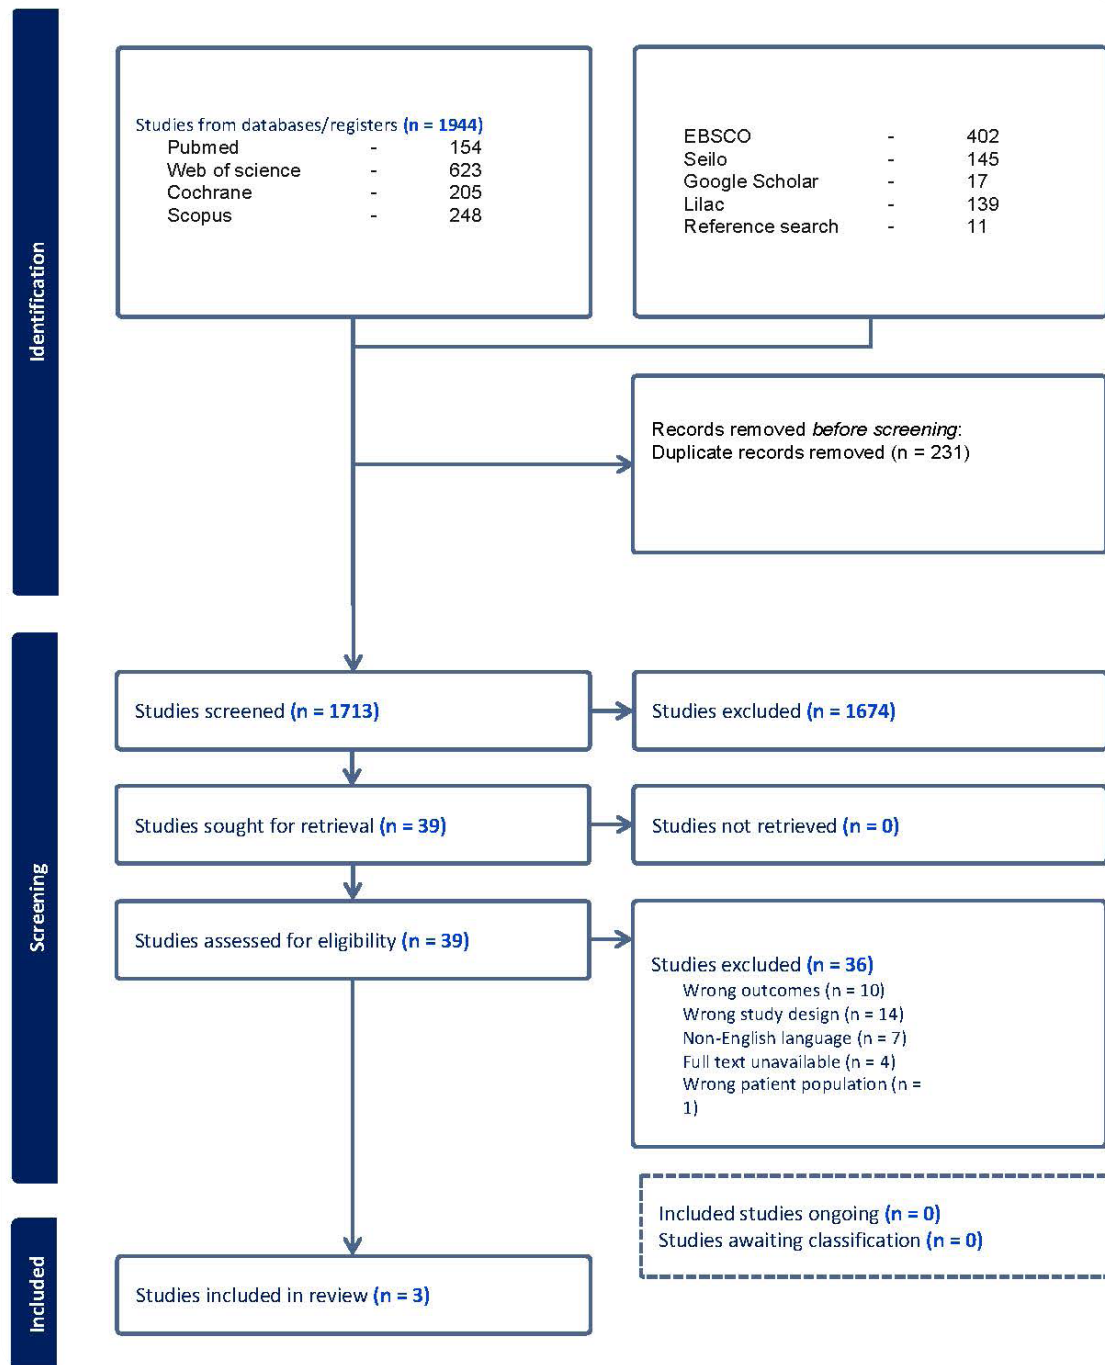 Identification
Studies from databases/registers (n = 1944)
Pubmed - 154
Web of science - 623
Cochrane - 205
Scopus - 248
EBSCO - 402
Seilo - 145
Google Scholar - 17
Lilac - 139
Reference search - 11
Records removed before screening:
Duplicate records removed (n = 231)
Screening
Studies screened (n = 1713)
Studies excluded (n = 1674)
Studies sought for retrieval (n = 39)
Studies not retrieved (n = 0)
Studies assessed for eligibility (n = 39)
Studies excluded (n = 36)
Wrong outcomes (n = 10)
Wrong study design (n = 14)
Non-English language (n = 7)
Full text unavailable (n = 4)
Wrong patient population (n =
1)
Included studies ongoing (n = 0)
Studies awaiting classification (n = 0)
Included
Studies included in review (n = 3)